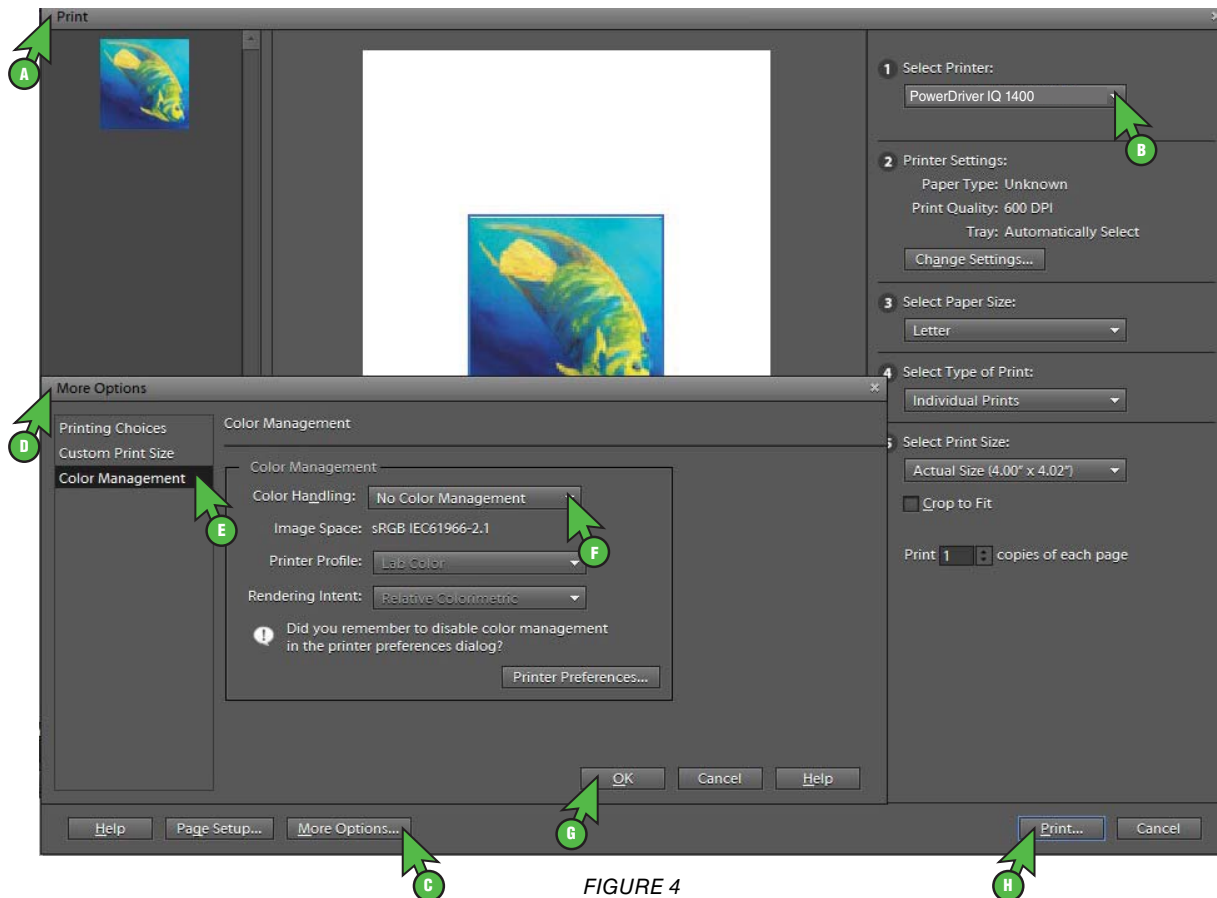 Print
A
1 Select Printer:
PowerDriver IQ 1400
B
2 Printer Settings:
Paper Type: Unknown
Print Quality: 600 DPI
Tray: Automatically Select
Change Settings...
3 Select Paper Size:
Letter
4 Select Type of Print:
Individual Prints
5 Select Print Size:
Actual Size (4.00" x 4.02")
Crop to Fit
Print 1 copies of each page
More Options
D
Printing Choices
Custom Print Size
Color Management
E
Color Management
Color Management
Color Handling: No Color Management
F
Image Space: sRGB IEC61966-2.1
Printer Profile: Lab Color
Rendering Intent: Relative Colorimetric
! Did you remember to disable color management
in the printer preferences dialog?
Printer Preferences...
OK Cancel Help
G
Help Page Setup... More Options...
C
Print... Cancel
H
FIGURE 4